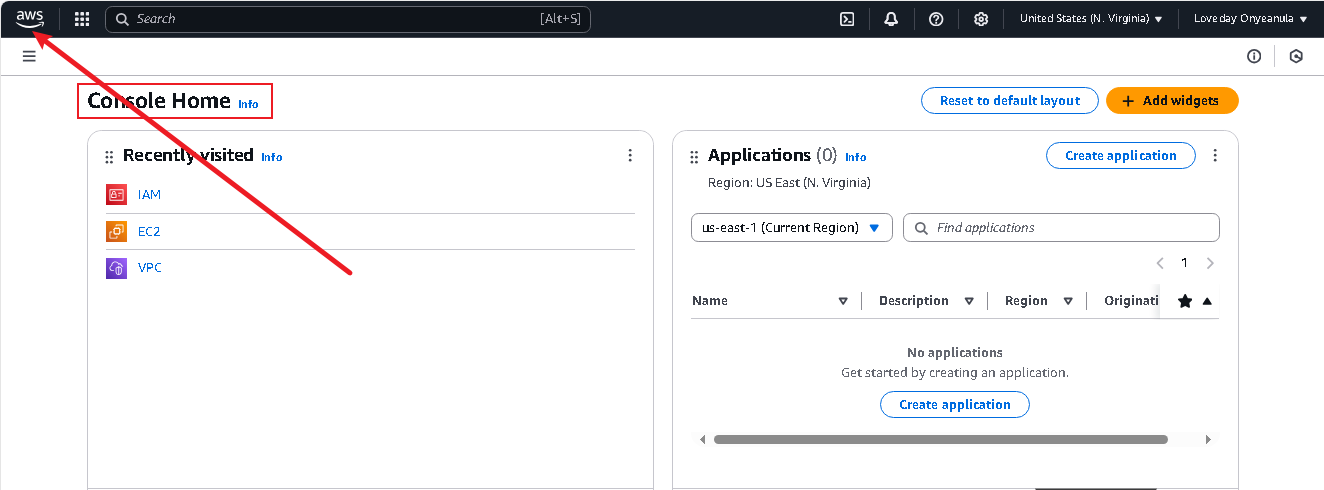 aws
Search [Alt+S]
United States (N. Virginia)
Loveday Onyeanula
Console Home Info
Reset to default layout
Add widgets
Recently visited Info
IAM
EC2
VPC
Applications (0) Info
Create application
Region: US East (N. Virginia)
us-east-1 (Current Region)
Find applications
1
Name
Description
Region
Originati
No applications
Get started by creating an application.
Create application